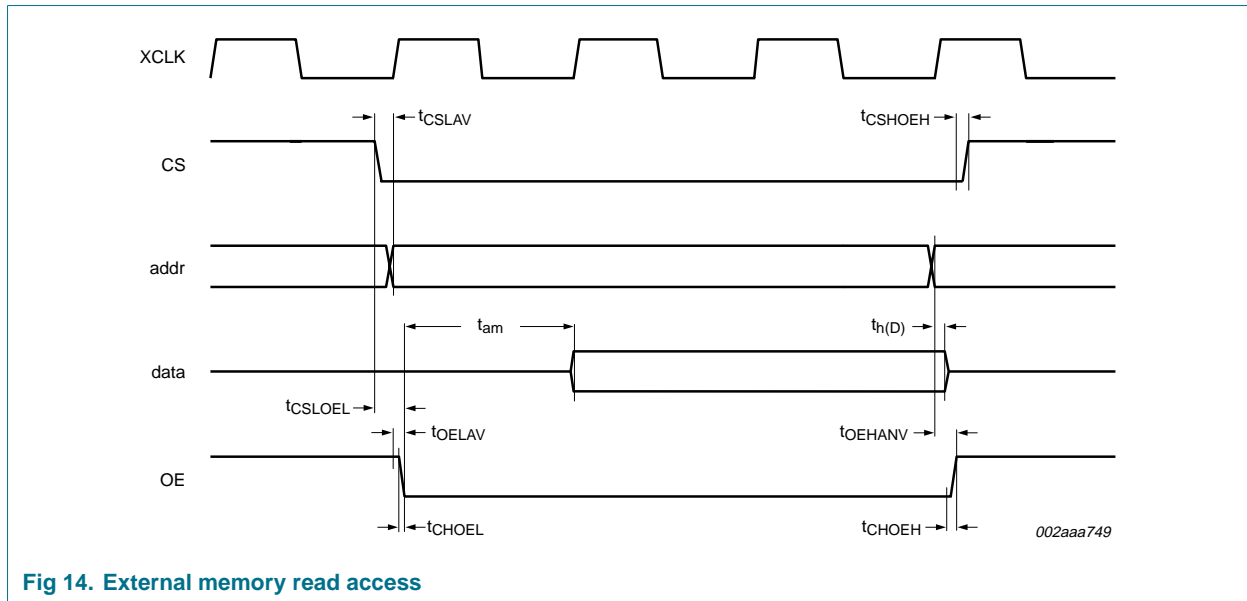 XCLK
tCSLAV
tCSHOEH
CS
addr
tam
th(D)
data
tCSLOEL
tOELAV
tOEHANV
OE
tCHOEL
tCHOEH
002aaa749
Fig 14. External memory read access